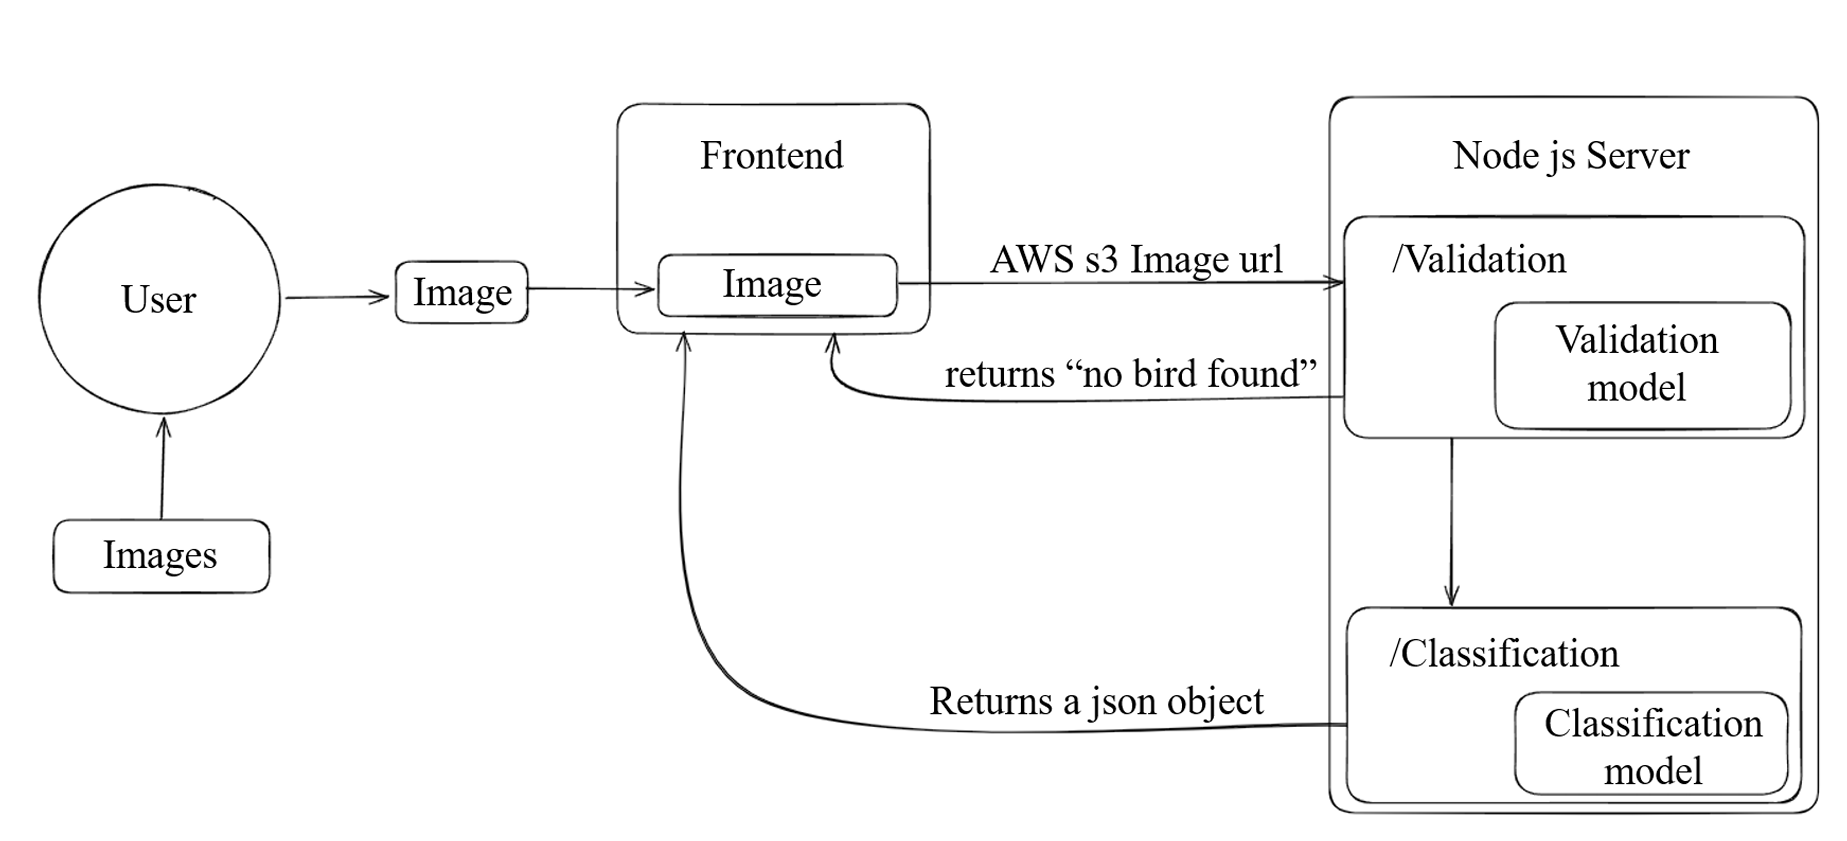 Frontend
Node js Server
User
Image
Image
AWS s3 Image url
/Validation
Validation
model
returns “no bird found”
Images
/Classification
Returns a json object
Classification
model